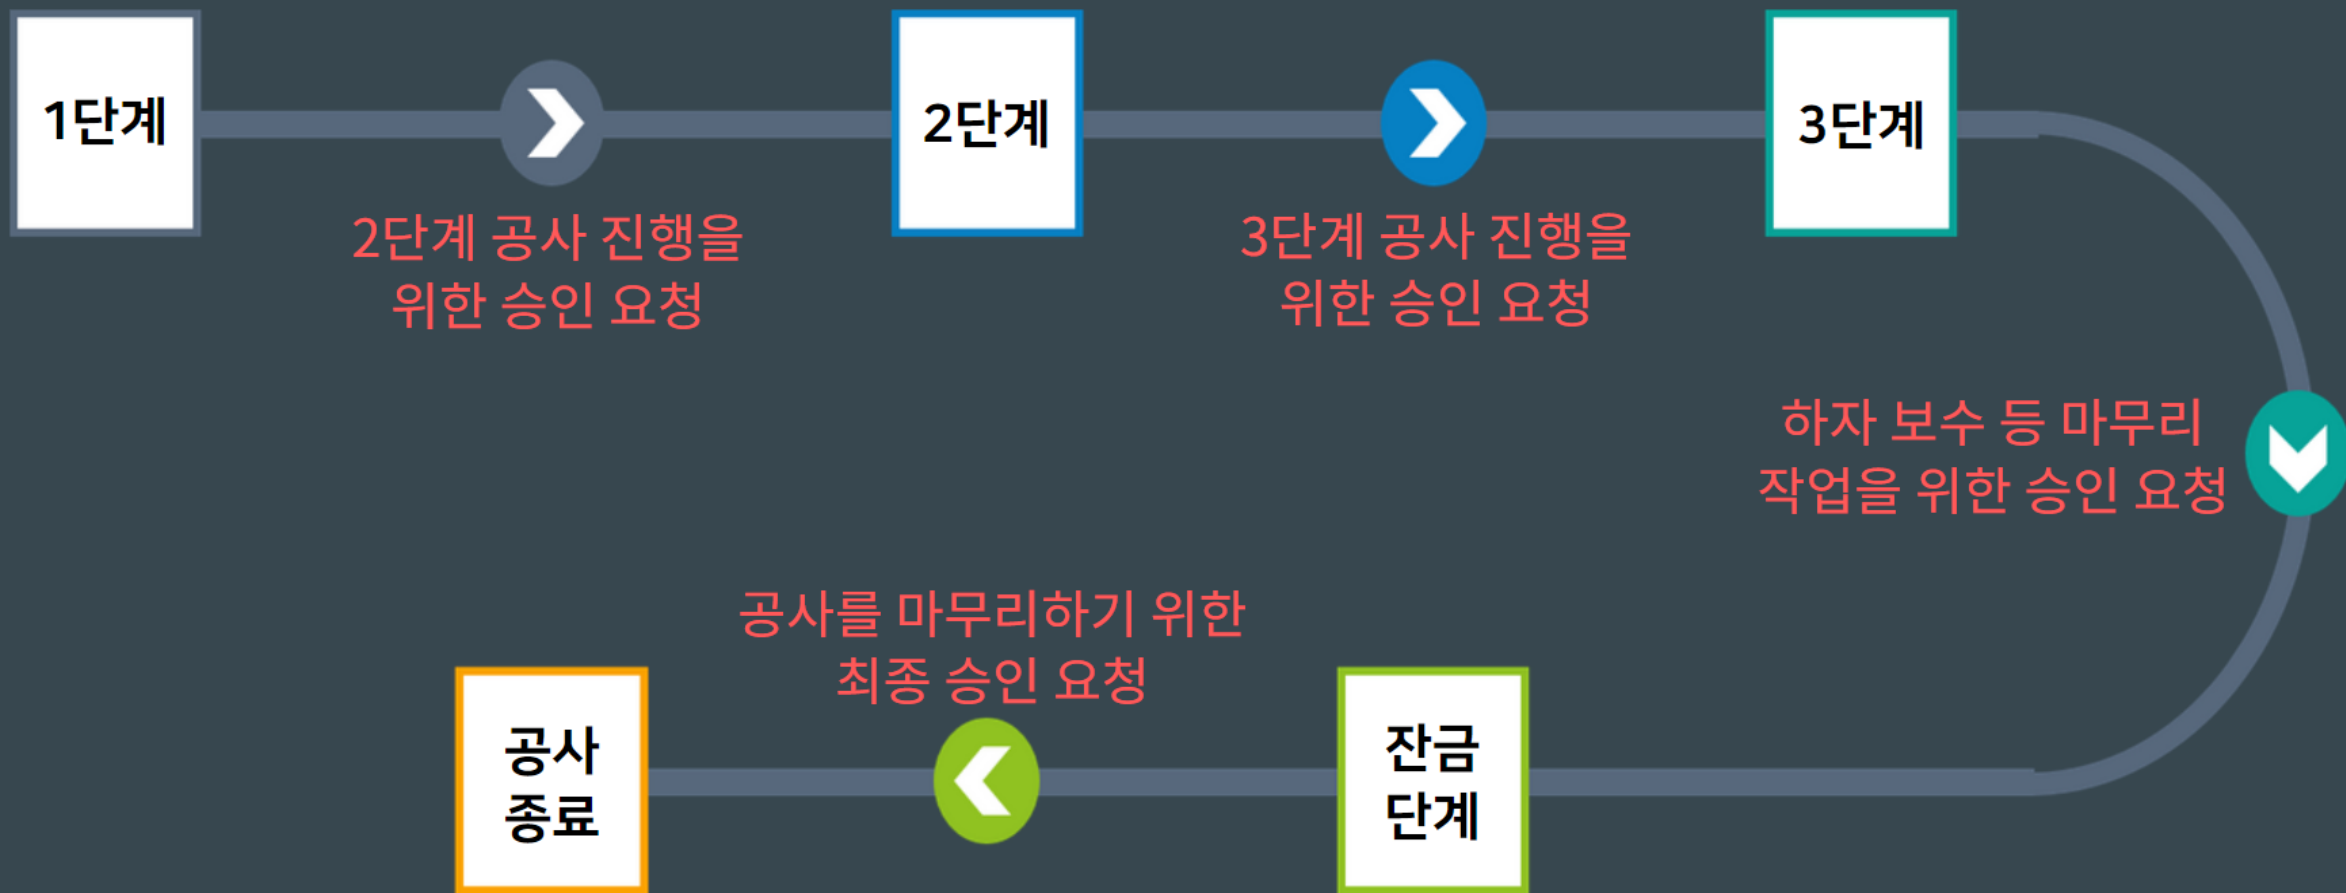 1단계
2단계 공사 진행을
위한 승인 요청
2단계
3단계 공사 진행을
위한 승인 요청
3단계
하자 보수 등 마무리
작업을 위한 승인 요청
잔금
단계
공사를 마무리하기 위한
최종 승인 요청
공사
종료